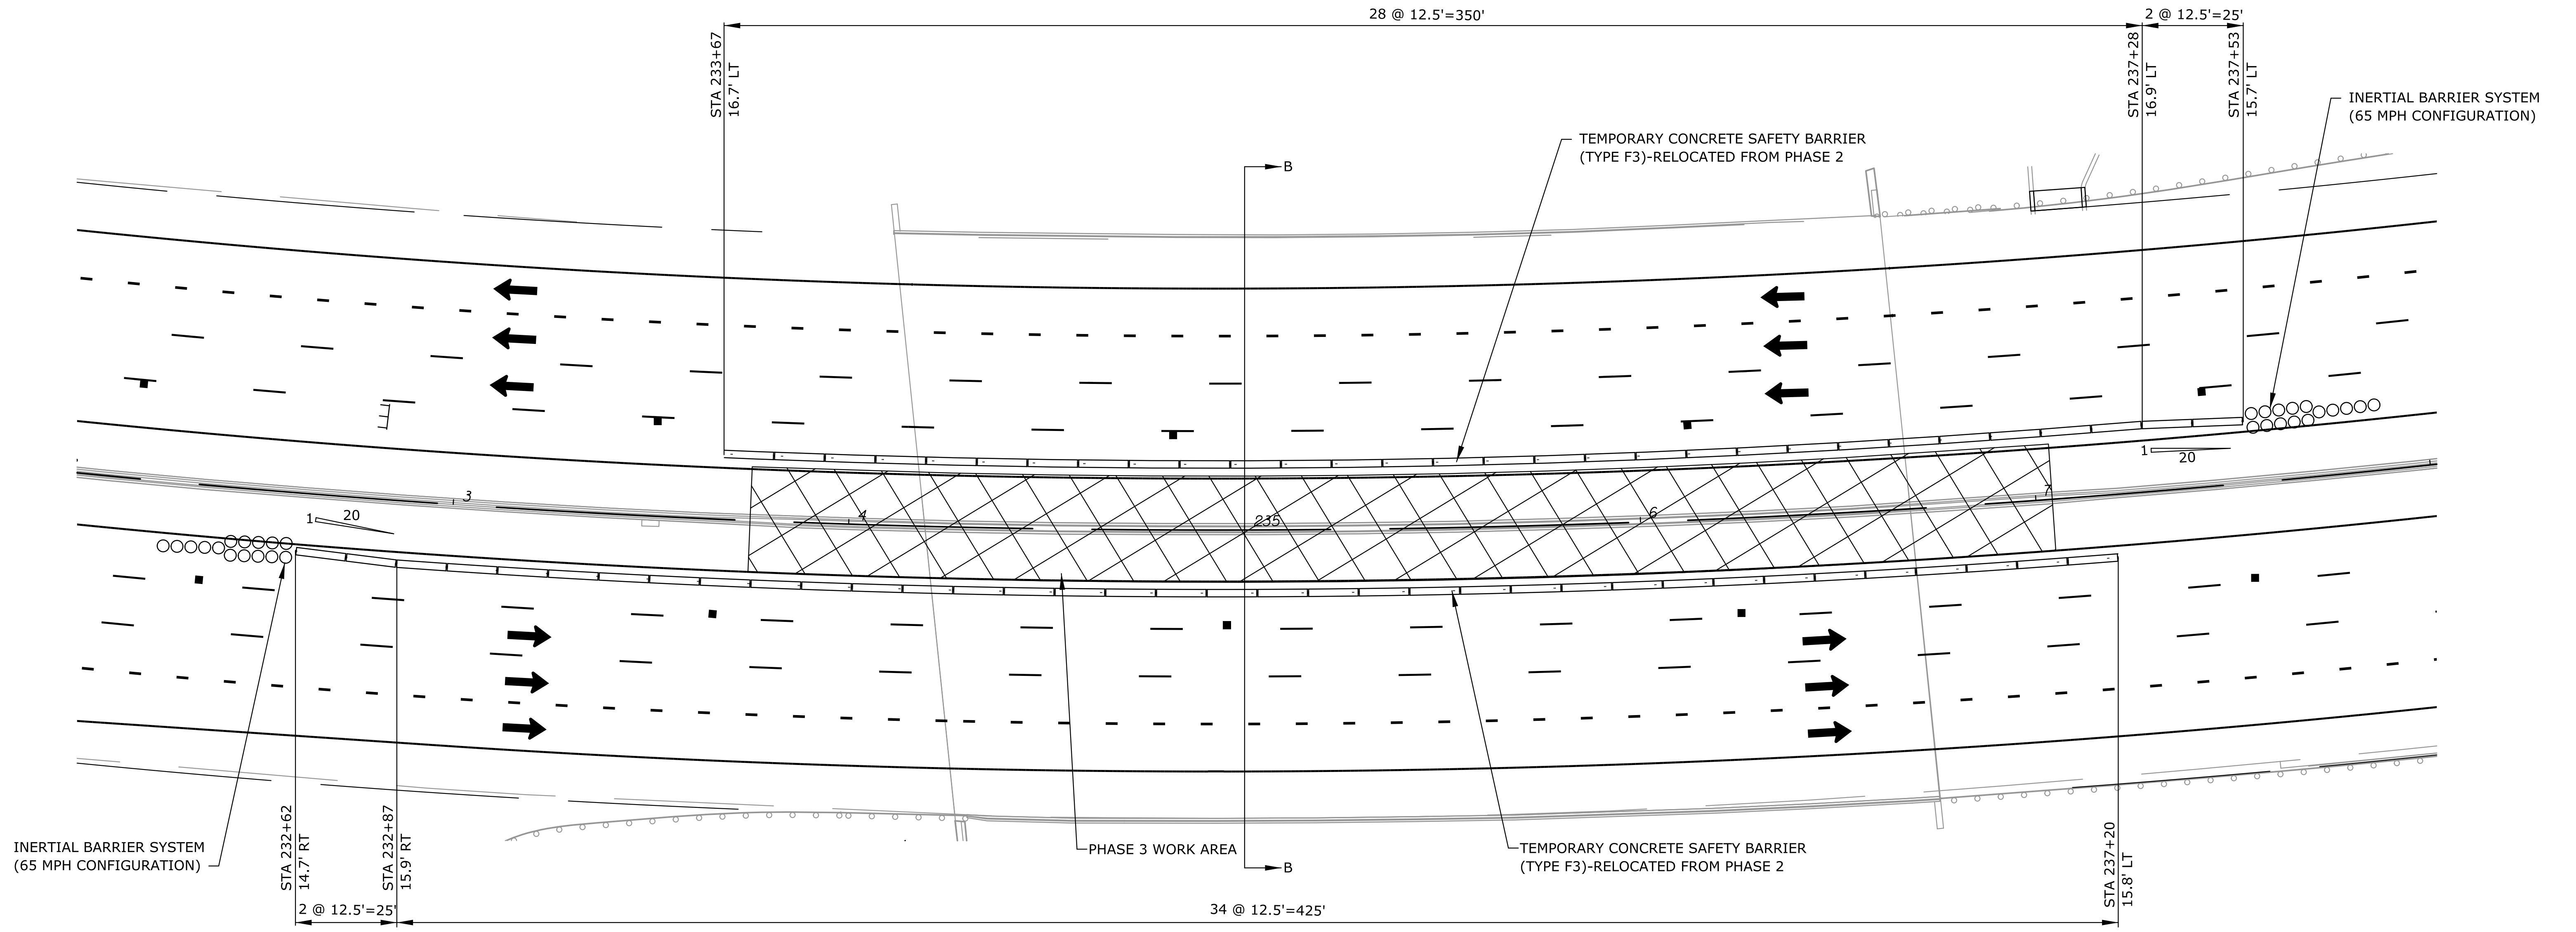 28 @ 12.5'=350'
2 @ 12.5'=25'
STA 233+67
16.7' LT
STA 237+28
16.9' LT
STA 237+53
15.7' LT
INERTIAL BARRIER SYSTEM
(65 MPH CONFIGURATION)
TEMPORARY CONCRETE SAFETY BARRIER
(TYPE F3)-RELOCATED FROM PHASE 2
B
1
20
3
4
235
6
7
1
20
INERTIAL BARRIER SYSTEM
(65 MPH CONFIGURATION)
STA 232+62
14.7' RT
STA 232+87
15.9' RT
PHASE 3 WORK AREA
B
TEMPORARY CONCRETE SAFETY BARRIER
(TYPE F3)-RELOCATED FROM PHASE 2
STA 237+20
15.8' LT
2 @ 12.5'=25'
34 @ 12.5'=425'